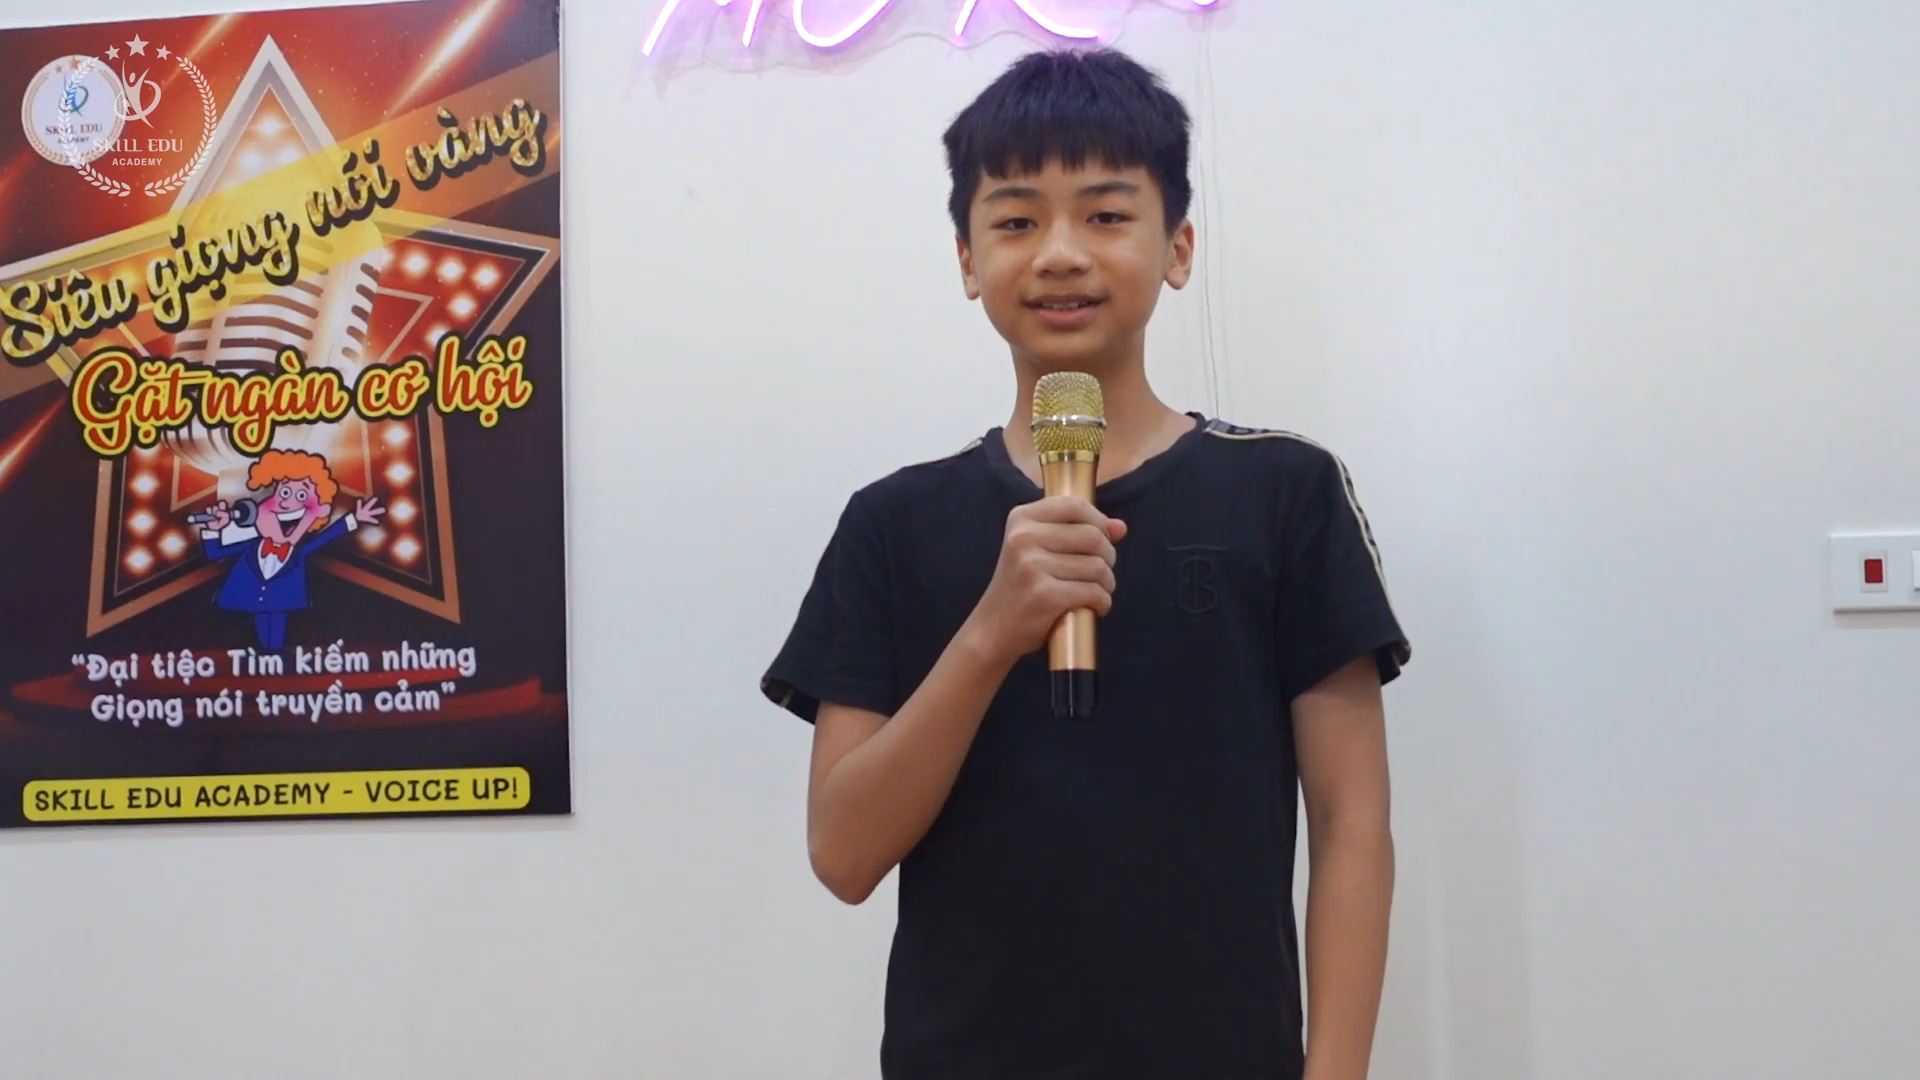 SKILL EDU
ACADEMY
SKILL EDU
ACADEMY
Siêu giọng nói vàng
Gặt ngàn cơ hội
“Đại tiệc Tìm kiếm những
Giọng nói truyền cảm”
SKILL EDU ACADEMY - VOICE UP!